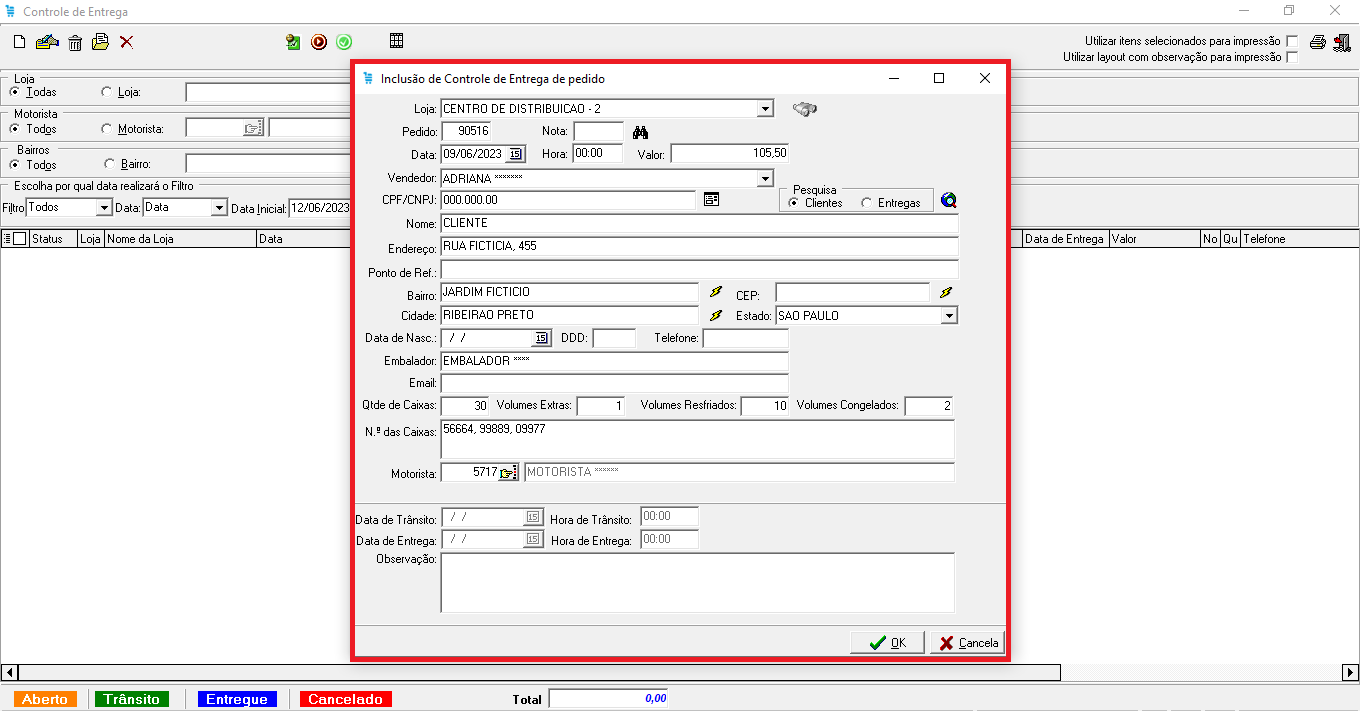 Controle de Entrega
Utilizar itens selecionados para impressão
Utilizar layout com observação para impressão
Loja
Todas
Loja:
Motorista
Todos
Motorista:
Bairros
Todos
Bairro:
Escolha por qual data realizará o Filtro
Filtro Todos Data: Data Data Inicial: 12/06/2023
Status Loja Nome da Loja Data Data de Entrega Valor No Qu Telefone
Inclusão de Controle de Entrega de pedido
Loja: CENTRO DE DISTRIBUICAO - 2
Pedido: 90516 Nota:
Data: 09/06/2023 15 Hora: 00:00 Valor: 105,50
Vendedor: ADRIANA *******
CPF/CNPJ: 000.000.00
Pesquisa
Clientes Entregas
Nome: CLIENTE
Endereço: RUA FICTICIA, 455
Ponto de Ref.:
Bairro: JARDIM FICTICIO CEP:
Cidade: RIBEIRAO PRETO Estado: SAO PAULO
Data de Nasc.: / / 15 DDD: Telefone:
Embalador: EMBALADOR ****
Email:
Qtde de Caixas: 30 Volumes Extras: 1 Volumes Resfriados: 10 Volumes Congelados: 2
N.º das Caixas: 56664, 99889, 09977
Motorista: 5717 MOTORISTA ******
Data de Trânsito: / / 15 Hora de Trânsito: 00:00
Data de Entrega: / / 15 Hora de Entrega: 00:00
Observação:
OK Cancela
Aberto Trânsito Entregue Cancelado Total 0,00